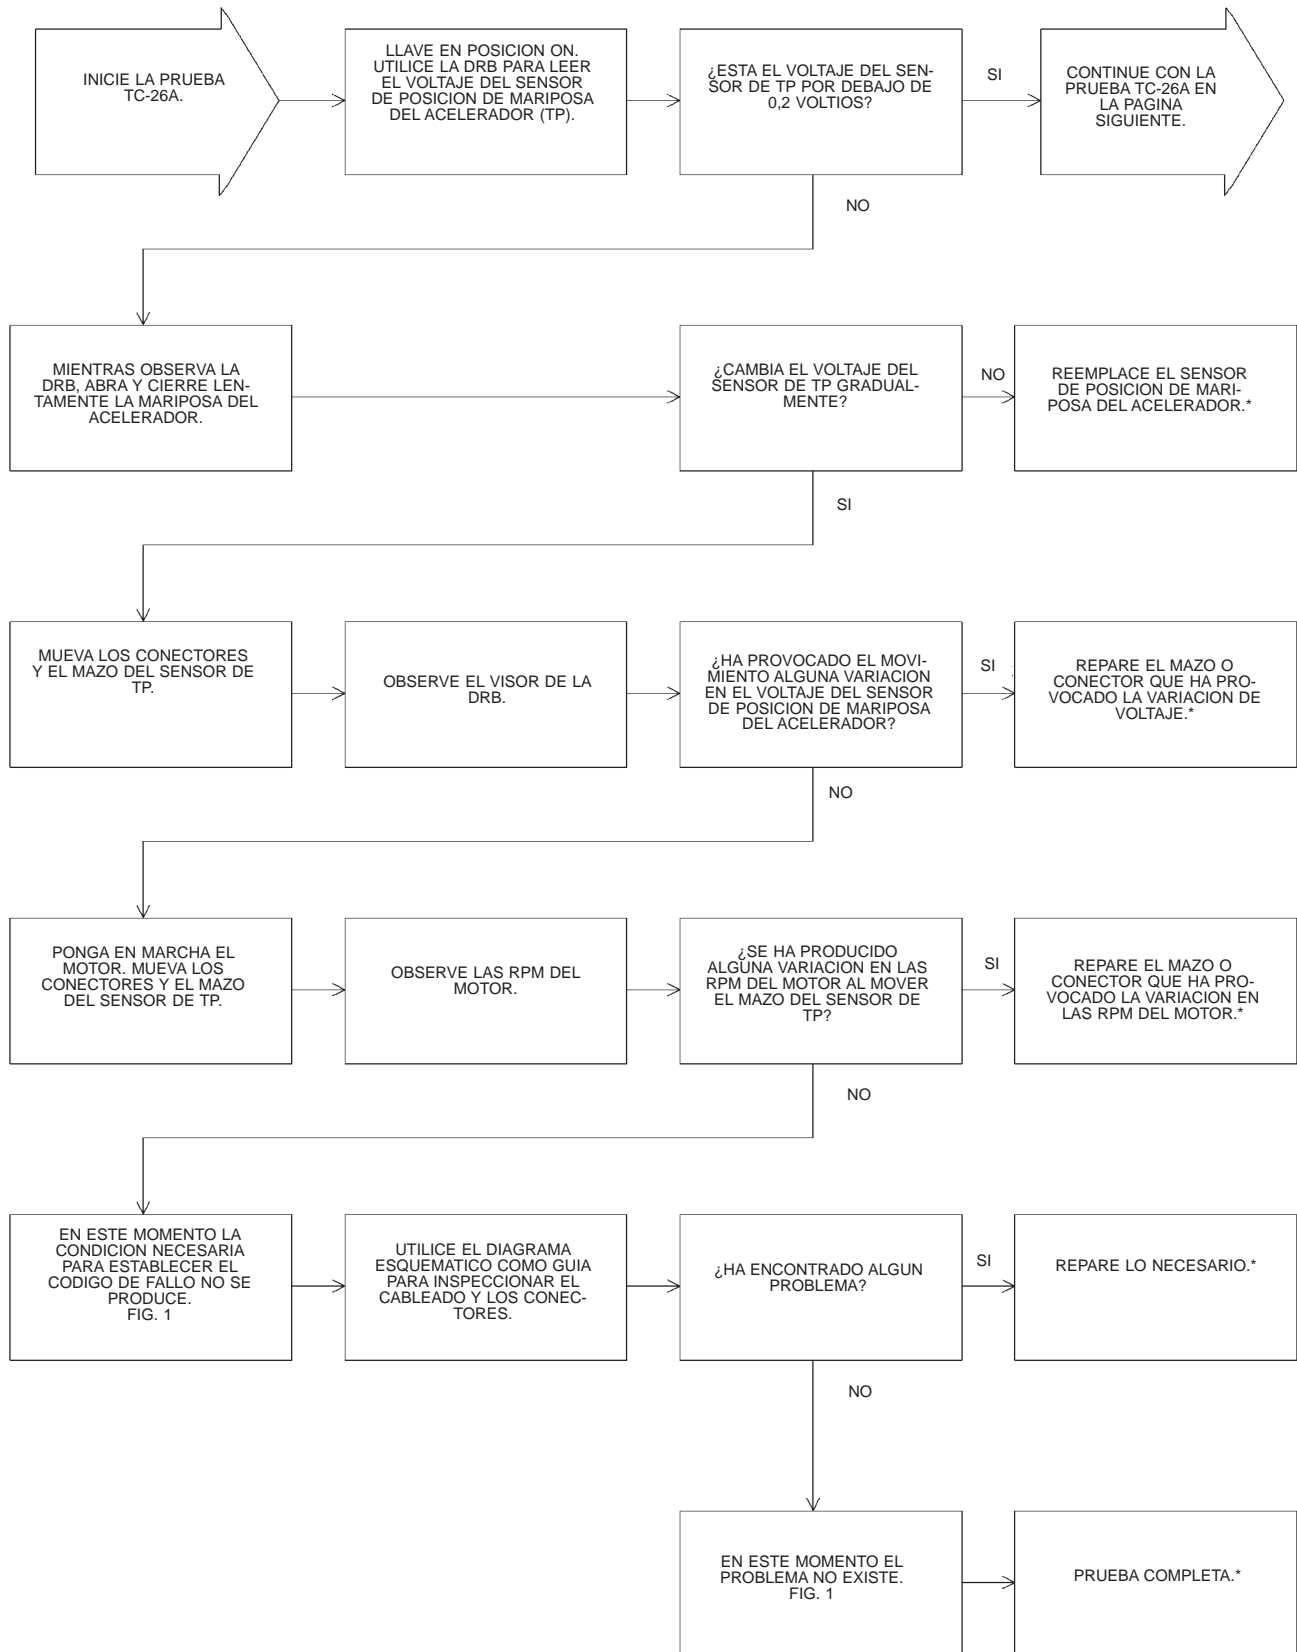 INICIE LA PRUEBA
TC-26A.
LLAVE EN POSICION ON.
UTILICE LA DRB PARA LEER
EL VOLTAJE DEL SENSOR
DE POSICION DE MARIPOSA
DEL ACELERADOR (TP).
¿ESTA EL VOLTAJE DEL SEN-
SOR DE TP POR DEBAJO DE
0,2 VOLTIOS?
SI
CONTINUE CON LA
PRUEBA TC-26A EN
LA PAGINA
SIGUIENTE.
NO
MIENTRAS OBSERVA LA
DRB, ABRA Y CIERRE LEN-
TAMENTE LA MARIPOSA DEL
ACELERADOR.
¿CAMBIA EL VOLTAJE DEL
SENSOR DE TP GRADUAL-
MENTE?
NO
REEMPLACE EL SENSOR
DE POSICION DE MARI-
POSA DEL ACELERADOR.*
SI
MUEVA LOS CONECTORES
Y EL MAZO DEL SENSOR DE
TP.
OBSERVE EL VISOR DE LA
DRB.
¿HA PROVOCADO EL MOVI-
MIENTO ALGUNA VARIACION
EN EL VOLTAJE DEL SENSOR
DE POSICION DE MARIPOSA
DEL ACELERADOR?
SI
REPARE EL MAZO O
CONECTOR QUE HA PRO-
VOCADO LA VARIACION DE
VOLTAJE.*
NO
PONGA EN MARCHA EL
MOTOR. MUEVA LOS
CONECTORES Y EL MAZO
DEL SENSOR DE TP.
OBSERVE LAS RPM DEL
MOTOR.
¿SE HA PRODUCIDO
ALGUNA VARIACION EN LAS
RPM DEL MOTOR AL MOVER
EL MAZO DEL SENSOR DE
TP?
SI
REPARE EL MAZO O
CONECTOR QUE HA PRO-
VOCADO LA VARIACION EN
LAS RPM DEL MOTOR.*
NO
EN ESTE MOMENTO LA
CONDICION NECESARIA
PARA ESTABLECER EL
CODIGO DE FALLO NO SE
PRODUCE.
FIG. 1
UTILICE EL DIAGRAMA
ESQUEMATICO COMO GUIA
PARA INSPECCIONAR EL
CABLEADO Y LOS CONEC-
TORES.
¿HA ENCONTRADO ALGUN
PROBLEMA?
SI
REPARE LO NECESARIO.*
NO
EN ESTE MOMENTO EL
PROBLEMA NO EXISTE.
FIG. 1
PRUEBA COMPLETA.*